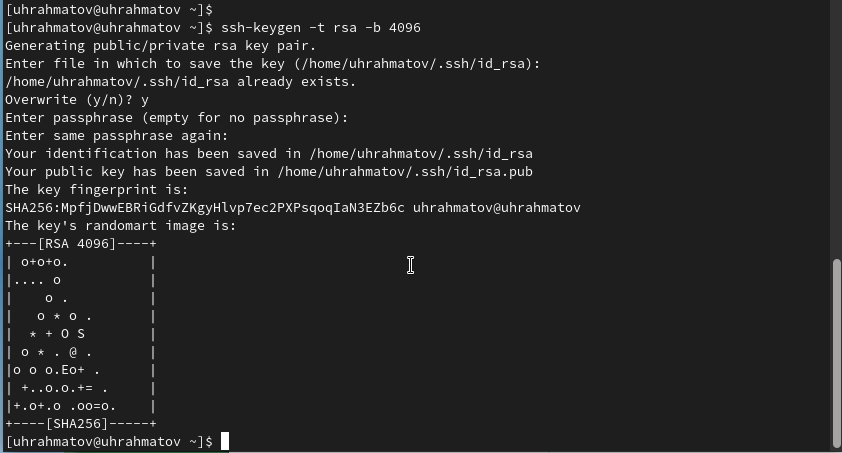 [uhrahmatov@uhrahmatov ~]$
[uhrahmatov@uhrahmatov ~]$ ssh-keygen -t rsa -b 4096
Generating public/private rsa key pair.
Enter file in which to save the key (/home/uhrahmatov/.ssh/id_rsa):
/home/uhrahmatov/.ssh/id_rsa already exists.
Overwrite (y/n)? y
Enter passphrase (empty for no passphrase):
Enter same passphrase again:
Your identification has been saved in /home/uhrahmatov/.ssh/id_rsa
Your public key has been saved in /home/uhrahmatov/.ssh/id_rsa.pub
The key fingerprint is:
SHA256:MpfjDwwEBRiGdfvZKgyHlvp7ec2PXPsqoqIaN3EZb6c uhrahmatov@uhrahmatov
The key's randomart image is:
+---[RSA 4096]----+
| o+o+o.          |
|.... o           |
|     o .         |
|    o * o .      |
|   * + O S       |
|  o * . @ .      |
|o o o.Eo+ .      |
| +..o.o.+= .     |
|+.o+.o .oo=o.    |
+----[SHA256]-----+
[uhrahmatov@uhrahmatov ~]$